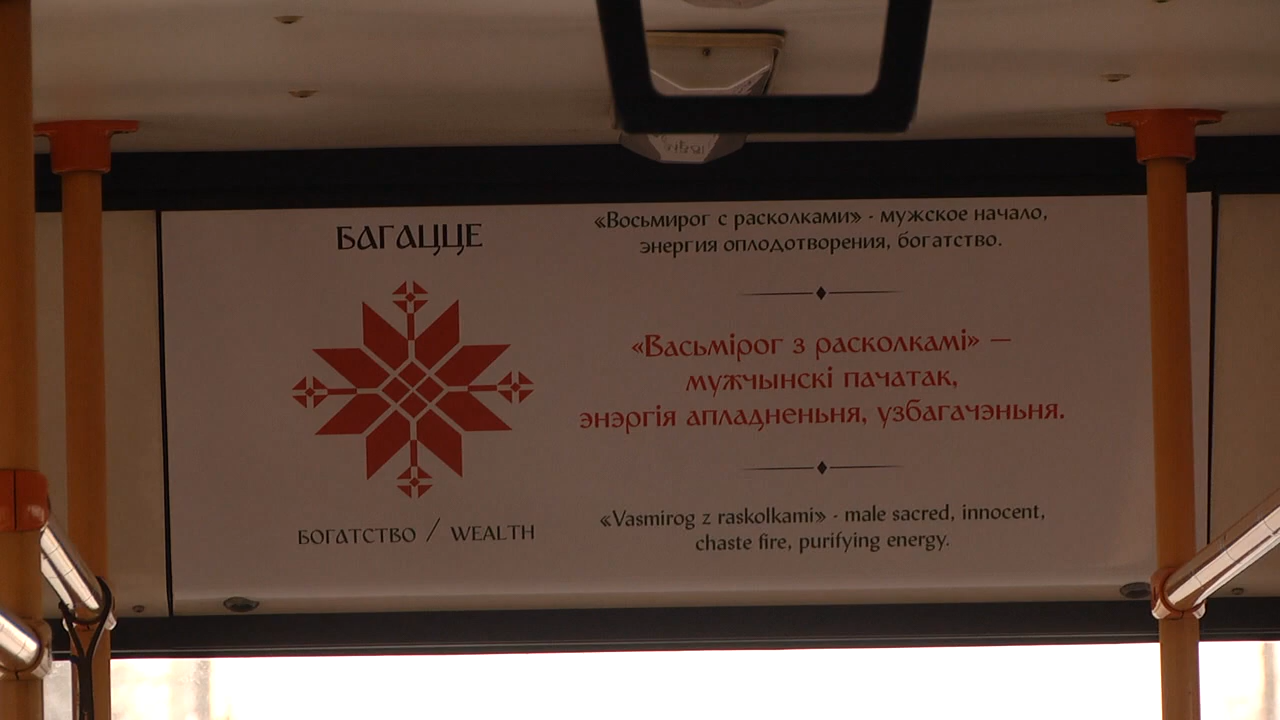 БАГАЦЦЕ
БОГАТСТВО / WEALTH
«Восьмирог с расколками» - мужское начало,
энергия оплодотворения, богатство.
«Васьмірог з расколкамі» –
мужчынскі пачатак,
энэргія апладненьня, узбагачэньня.
«Vasmirog z raskolkami» - male sacred, innocent,
chaste fire, purifying energy.